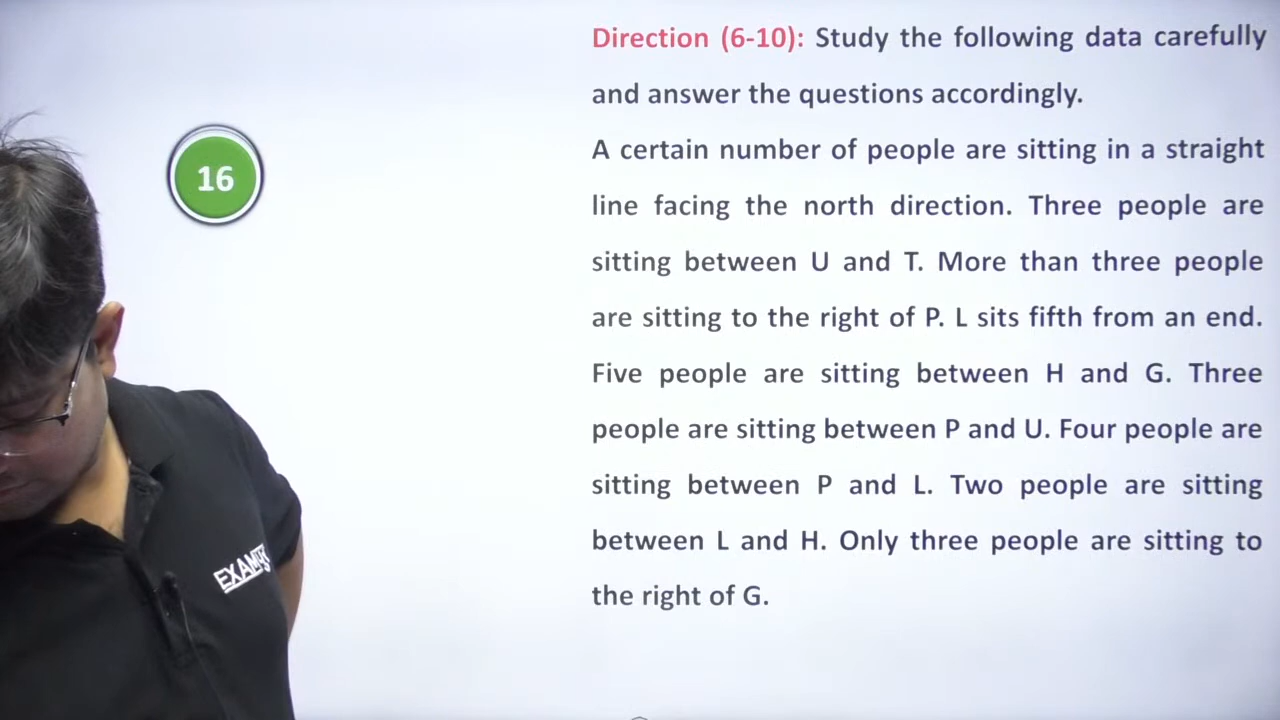 Direction (6-10): Study the following data carefully
and answer the questions accordingly.
A certain number of people are sitting in a straight
line facing the north direction. Three people are
sitting between U and T. More than three people
are sitting to the right of P. L sits fifth from an end.
Five people are sitting between H and G. Three
people are sitting between P and U. Four people are
sitting between P and L. Two people are sitting
between L and H. Only three people are sitting to
the right of G.
16